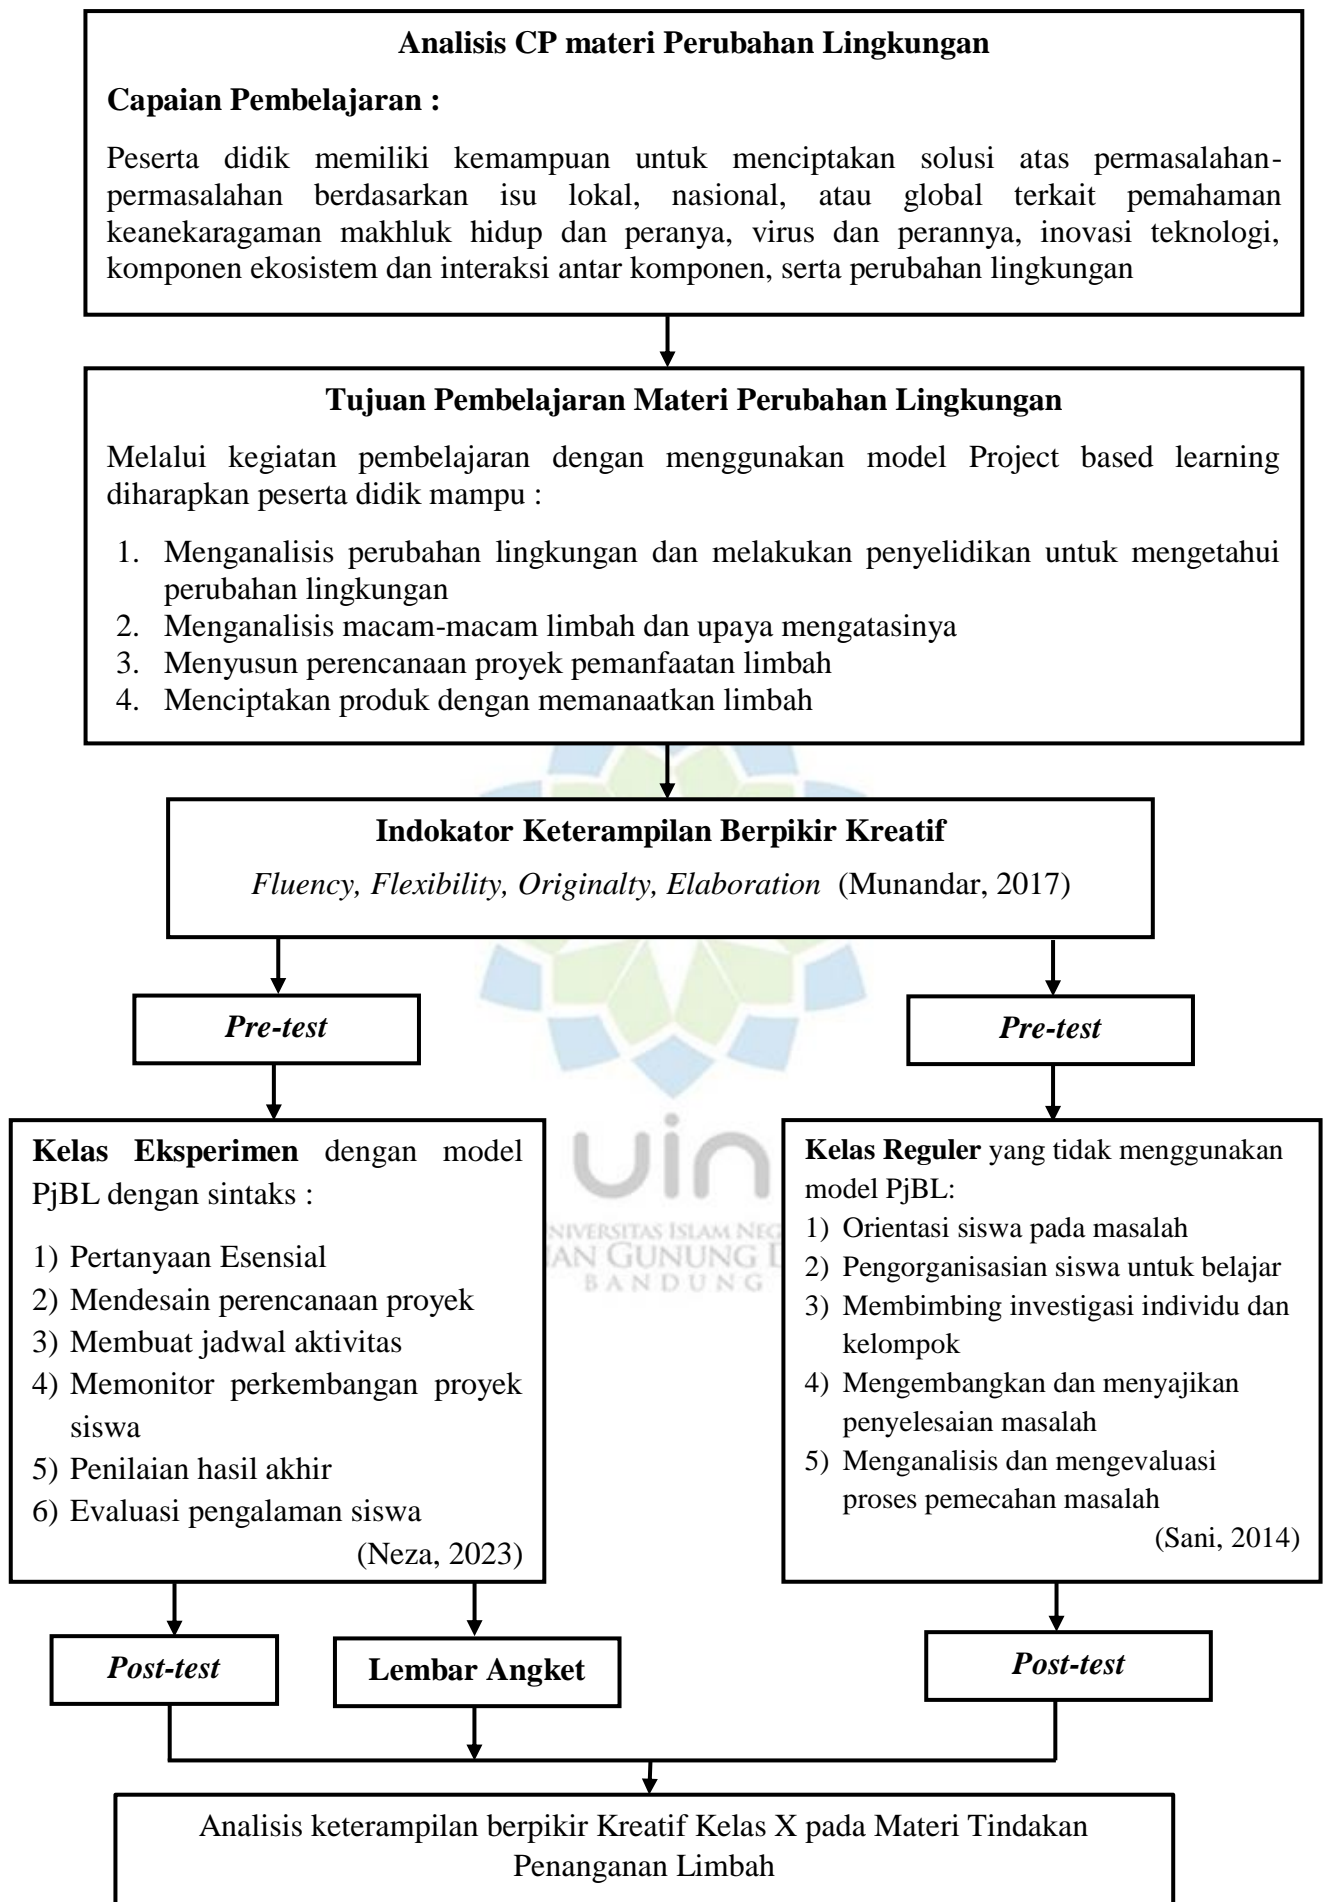 Analisis CP materi Perubahan Lingkungan
Capaian Pembelajaran :
Peserta didik memiliki kemampuan untuk menciptakan solusi atas permasalahan-
permasalahan berdasarkan isu lokal, nasional, atau global terkait pemahaman
keanekaragaman makhluk hidup dan peranya, virus dan perannya, inovasi teknologi,
komponen ekosistem dan interaksi antar komponen, serta perubahan lingkungan
Tujuan Pembelajaran Materi Perubahan Lingkungan
Melalui kegiatan pembelajaran dengan menggunakan model Project based learning
diharapkan peserta didik mampu :
1. Menganalisis perubahan lingkungan dan melakukan penyelidikan untuk mengetahui
perubahan lingkungan
2. Menganalisis macam-macam limbah dan upaya mengatasinya
3. Menyusun perencanaan proyek pemanfaatan limbah
4. Menciptakan produk dengan memanaatkan limbah
Indokator Keterampilan Berpikir Kreatif
Fluency, Flexibility, Originalty, Elaboration (Munandar, 2017)
Pre-test
Pre-test
Kelas Eksperimen dengan model
PjBL dengan sintaks :
1) Pertanyaan Esensial
2) Mendesain perencanaan proyek
3) Membuat jadwal aktivitas
4) Memonitor perkembangan proyek
siswa
5) Penilaian hasil akhir
6) Evaluasi pengalaman siswa
(Neza, 2023)
uin
NIVERSITAS ISLAM NEG
AN GUNUNG D
BANDUNG
Kelas Reguler yang tidak menggunakan
model PjBL:
1) Orientasi siswa pada masalah
2) Pengorganisasian siswa untuk belajar
3) Membimbing investigasi individu dan
kelompok
4) Mengembangkan dan menyajikan
penyelesaian masalah
5) Menganalisis dan mengevaluasi
proses pemecahan masalah
(Sani, 2014)
Post-test
Lembar Angket
Post-test
Analisis keterampilan berpikir Kreatif Kelas X pada Materi Tindakan
Penanganan Limbah